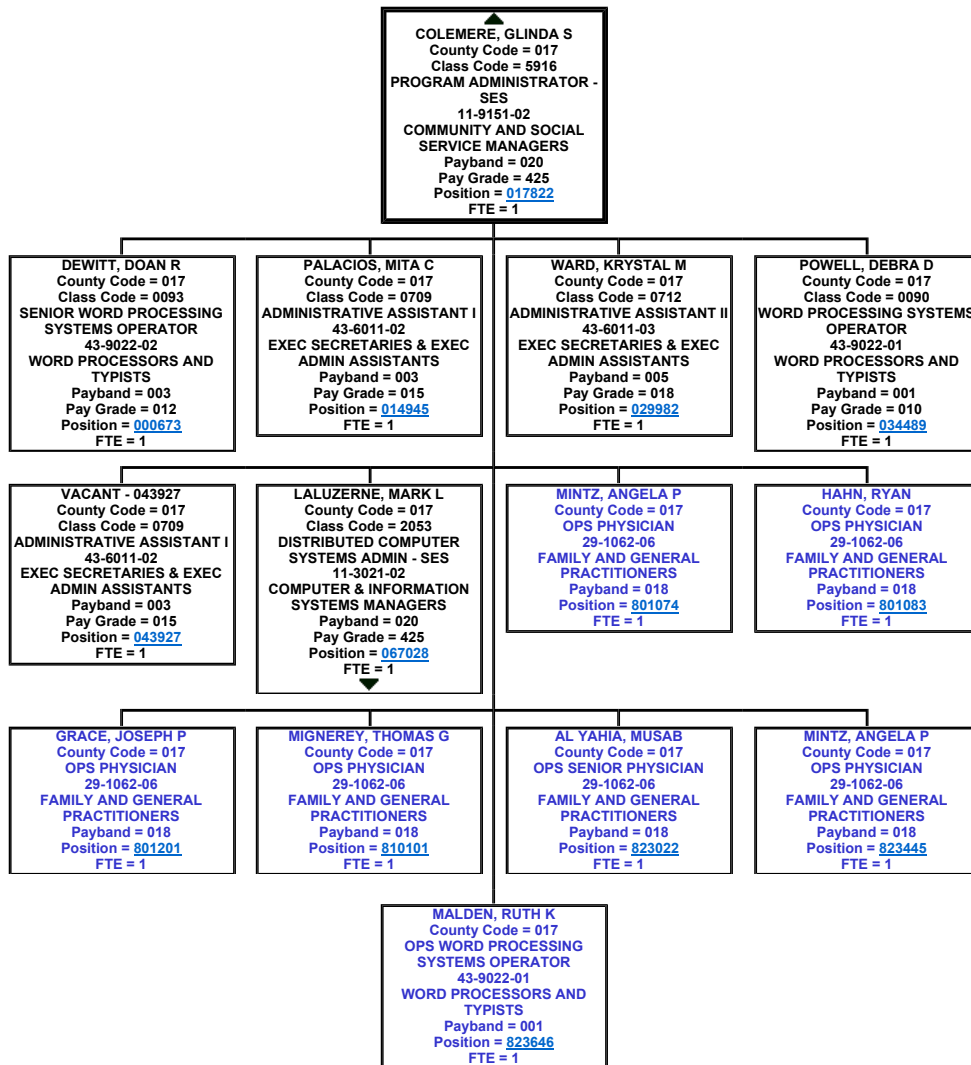 COLEMERE, GLINDA S
County Code = 017
Class Code = 5916
PROGRAM ADMINISTRATOR -
SES
11-9151-02
COMMUNITY AND SOCIAL
SERVICE MANAGERS
Payband = 020
Pay Grade = 425
Position = 017822
FTE = 1
DEWITT, DOAN R
County Code = 017
Class Code = 0093
SENIOR WORD PROCESSING
SYSTEMS OPERATOR
43-9022-02
WORD PROCESSORS AND
TYPISTS
Payband = 003
Pay Grade = 012
Position = 000673
FTE = 1
PALACIOS, MITA C
County Code = 017
Class Code = 0709
ADMINISTRATIVE ASSISTANT I
43-6011-02
EXEC SECRETARIES & EXEC
ADMIN ASSISTANTS
Payband = 003
Pay Grade = 015
Position = 014945
FTE = 1
WARD, KRYSTAL M
County Code = 017
Class Code = 0712
ADMINISTRATIVE ASSISTANT II
43-6011-03
EXEC SECRETARIES & EXEC
ADMIN ASSISTANTS
Payband = 005
Pay Grade = 018
Position = 029982
FTE = 1
POWELL, DEBRA D
County Code = 017
Class Code = 0090
WORD PROCESSING SYSTEMS
OPERATOR
43-9022-01
WORD PROCESSORS AND
TYPISTS
Payband = 001
Pay Grade = 010
Position = 034489
FTE = 1
VACANT - 043927
County Code = 017
Class Code = 0709
ADMINISTRATIVE ASSISTANT I
43-6011-02
EXEC SECRETARIES & EXEC
ADMIN ASSISTANTS
Payband = 003
Pay Grade = 015
Position = 043927
FTE = 1
LALUZERNE, MARK L
County Code = 017
Class Code = 2053
DISTRIBUTED COMPUTER
SYSTEMS ADMIN - SES
11-3021-02
COMPUTER & INFORMATION
SYSTEMS MANAGERS
Payband = 020
Pay Grade = 425
Position = 067028
FTE = 1
MINTZ, ANGELA P
County Code = 017
OPS PHYSICIAN
29-1062-06
FAMILY AND GENERAL
PRACTITIONERS
Payband = 018
Position = 801074
FTE = 1
HAHN, RYAN
County Code = 017
OPS PHYSICIAN
29-1062-06
FAMILY AND GENERAL
PRACTITIONERS
Payband = 018
Position = 801083
FTE = 1
GRACE, JOSEPH P
County Code = 017
OPS PHYSICIAN
29-1062-06
FAMILY AND GENERAL
PRACTITIONERS
Payband = 018
Position = 801201
FTE = 1
MIGNEREY, THOMAS G
County Code = 017
OPS PHYSICIAN
29-1062-06
FAMILY AND GENERAL
PRACTITIONERS
Payband = 018
Position = 810101
FTE = 1
AL YAHIA, MUSAB
County Code = 017
OPS SENIOR PHYSICIAN
29-1062-06
FAMILY AND GENERAL
PRACTITIONERS
Payband = 018
Position = 823022
FTE = 1
MINTZ, ANGELA P
County Code = 017
OPS PHYSICIAN
29-1062-06
FAMILY AND GENERAL
PRACTITIONERS
Payband = 018
Position = 823445
FTE = 1
MALDEN, RUTH K
County Code = 017
OPS WORD PROCESSING
SYSTEMS OPERATOR
43-9022-01
WORD PROCESSORS AND
TYPISTS
Payband = 001
Position = 823646
FTE = 1